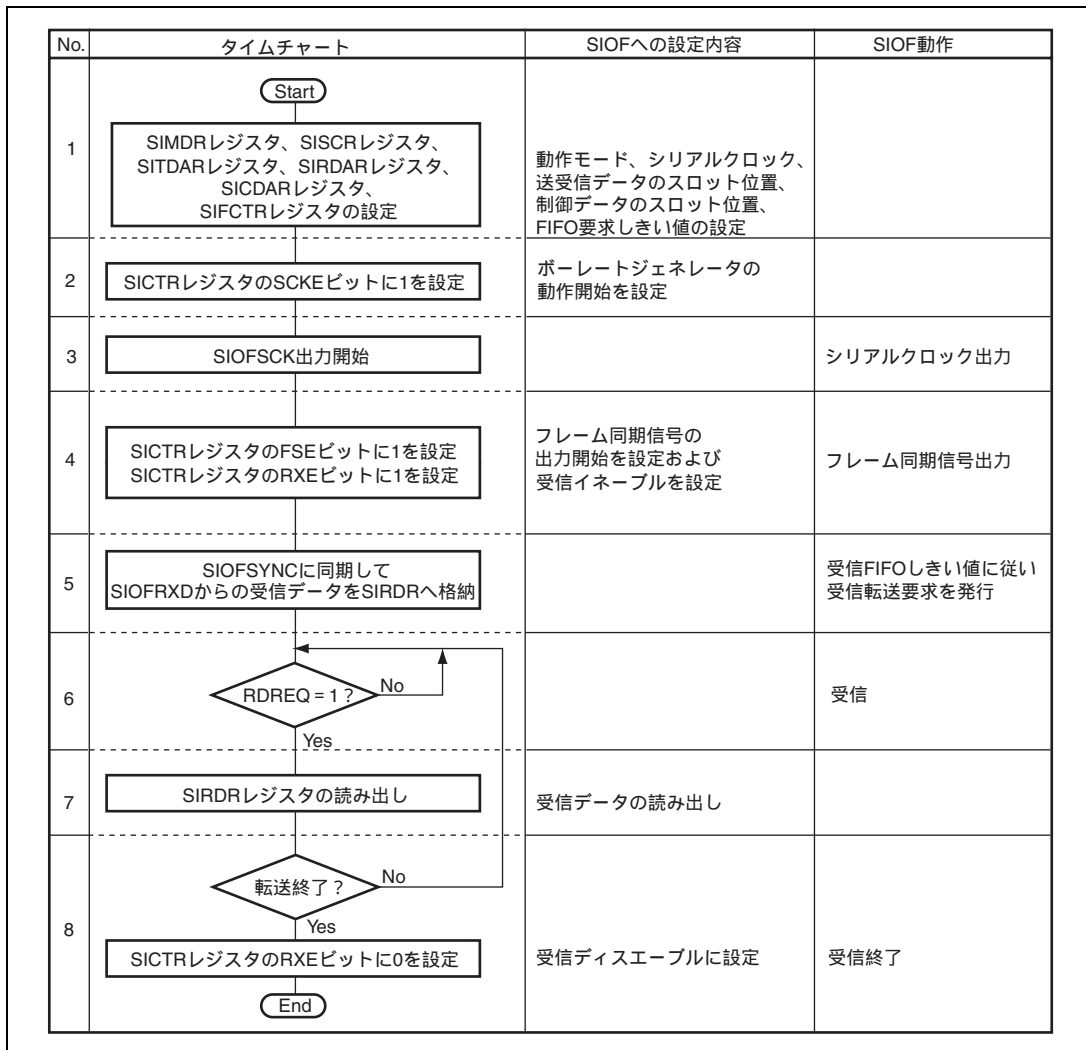 No.
タイムチャート
SIOFへの設定内容
SIOF動作
Start
1
SIMDRレジスタ、SISCRレジスタ、
SITDARレジスタ、SIRDARレジスタ、
SICDARレジスタ、
SIFCTRレジスタの設定
動作モード、シリアルクロック、
送受信データのスロット位置、
制御データのスロット位置、
FIFO要求しきい値の設定
2
SICTRレジスタのSCKEビットに1を設定
ボーレートジェネレータの
動作開始を設定
3
SIOFSCK出力開始
シリアルクロック出力
4
SICTRレジスタのFSEビットに1を設定
SICTRレジスタのRXEビットに1を設定
フレーム同期信号の
出力開始を設定および
受信イネーブルを設定
フレーム同期信号出力
5
SIOFSYNCに同期して
SIOFRXDからの受信データをSIRDRへ格納
受信FIFOしきい値に従い
受信転送要求を発行
6
RDREQ = 1？
No
Yes
受信
7
SIRDRレジスタの読み出し
受信データの読み出し
8
転送終了？
No
Yes
SICTRレジスタのRXEビットに0を設定
受信ディスエーブルに設定
受信終了
End